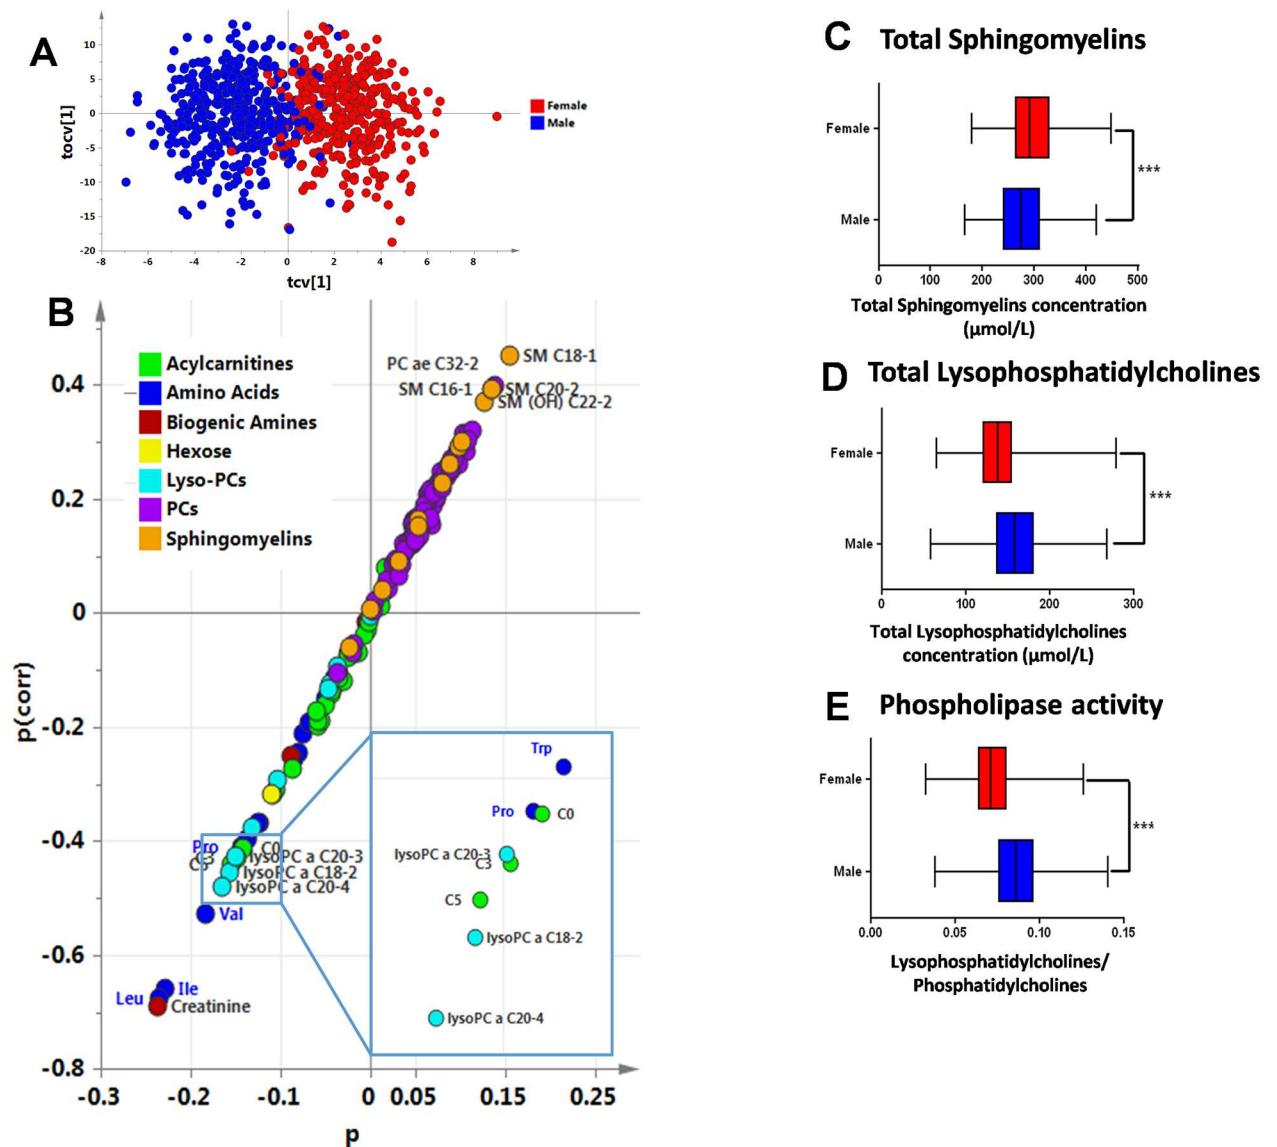 A
tocv[1]
10
5
0
-5
-10
-15
-20
-8
-6
-4
-2
0
2
4
6
8
tcv[1]
Female
Male
B
Acylcarnitines
Amino Acids
Biogenic Amines
Hexose
Lyso-PCs
PCs
Sphingomyelins
PC ae C32-2
SM C18-1
SM C16-1
SM C20-2
SM (OH) C22-2
p(corr)
0.4
0.2
0
-0.2
-0.4
-0.6
-0.8
Pro
C0
C3
C5
lysoPC a C20-3
lysoPC a C18-2
lysoPC a C20-4
Val
Ile
Leu
Creatinine
Trp
Pro
C0
lysoPC a C20-3
C3
C5
lysoPC a C18-2
lysoPC a C20-4
-0.3
-0.2
-0.1
0
0.05
0.15
0.25
p
C
Total Sphingomyelins
Female
Male
***
0
100
200
300
400
500
Total Sphingomyelins concentration
(µmol/L)
D
Total Lysophosphatidylcholines
Female
Male
***
0
100
200
300
Total Lysophosphatidylcholines
concentration (µmol/L)
E
Phospholipase activity
Female
Male
***
0.00
0.05
0.10
0.15
Lysophosphatidylcholines/
Phosphatidylcholines